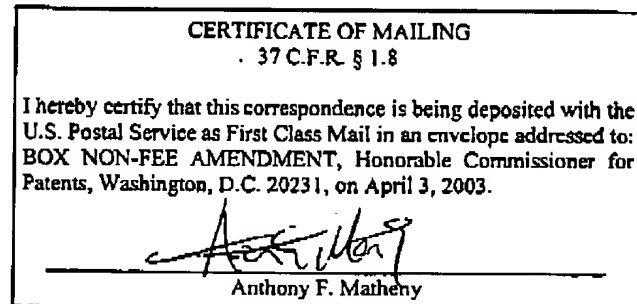 CERTIFICATE OF MAILING
37 C.F.R. § 1.8
I hereby certify that this correspondence is being deposited with the
U.S. Postal Service as First Class Mail in an envelope addressed to:
BOX NON-FEE AMENDMENT, Honorable Commissioner for
Patents, Washington, D.C. 20231, on April 3, 2003.
Anthony F. Matheny